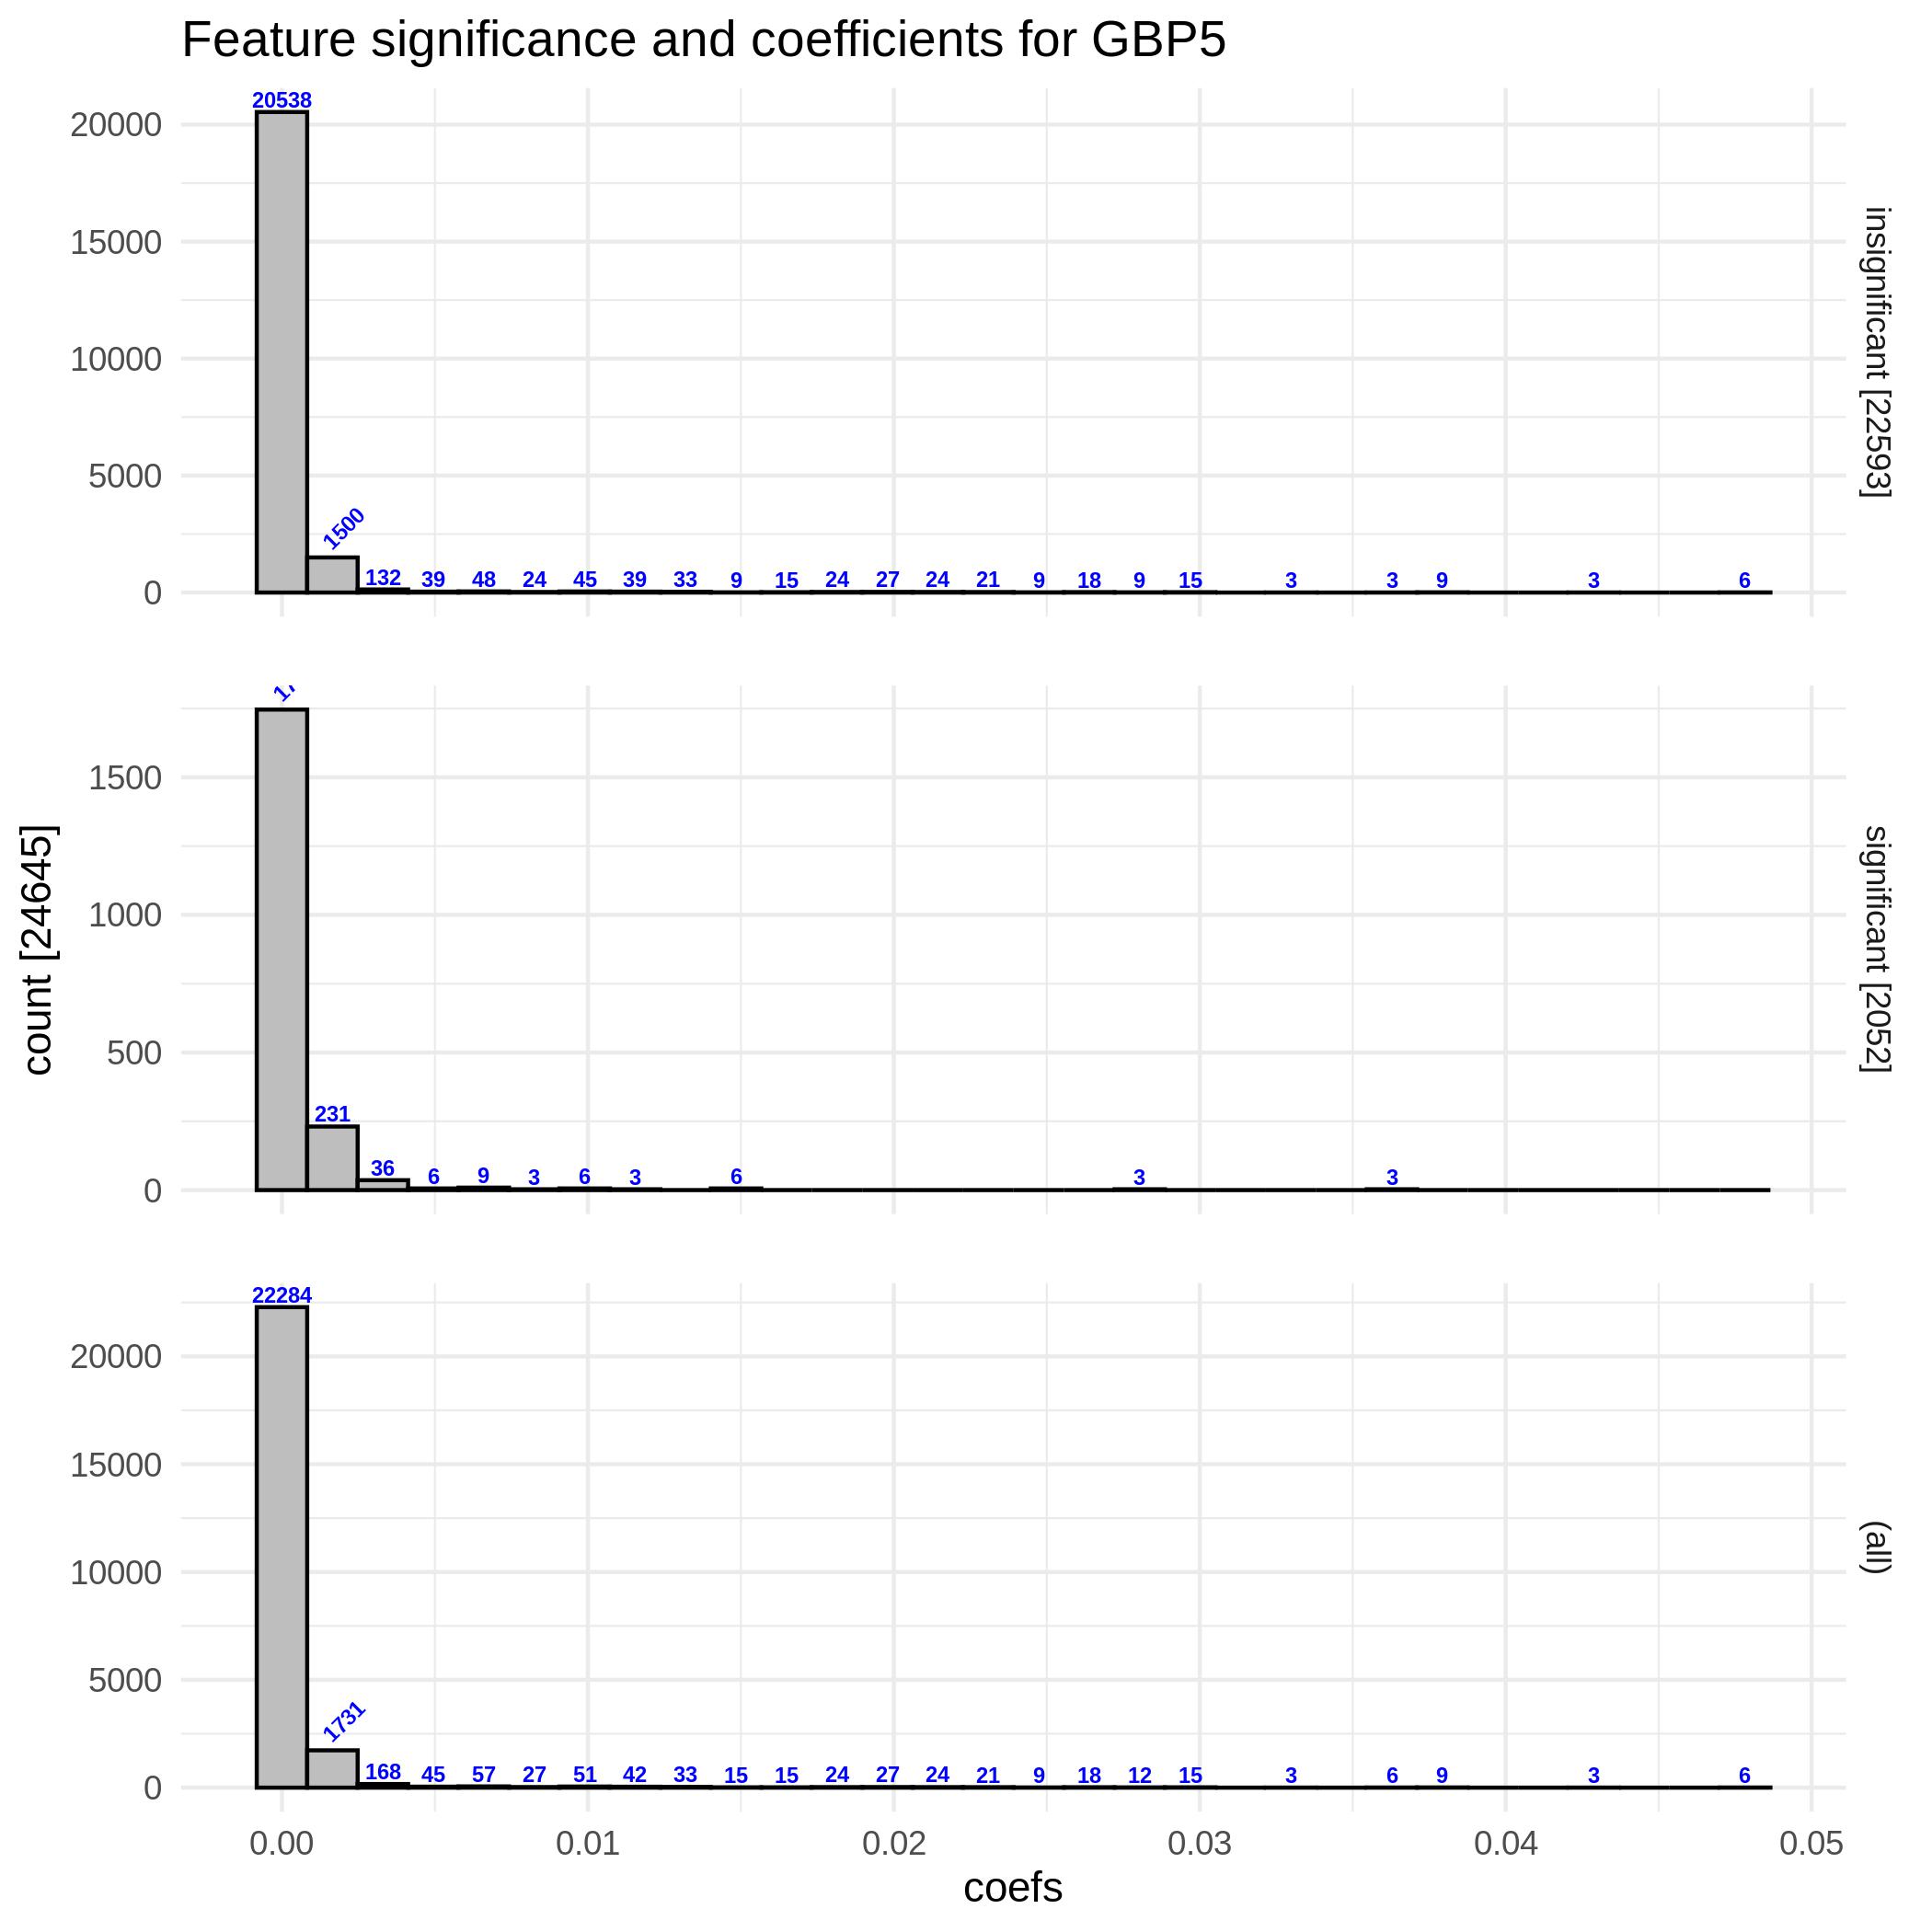 Feature significance and coefficients for GBP5
count [24645]
20000
15000
10000
5000
0
20538
1500
132 39 48 24 45 39 33 9 15 24 27 24 21 9 18 9 15 3 3 9 3 6
insignificant [22593]
1500
1000
500
0
231
36 6 9 3 6 3 6 3 3
significant [2052]
20000
15000
10000
5000
0
22284
1731
168 45 57 27 51 42 33 15 15 24 27 24 21 9 18 12 15 3 6 9 3 6
(all)
0.00 0.01 0.02 0.03 0.04 0.05
coefs